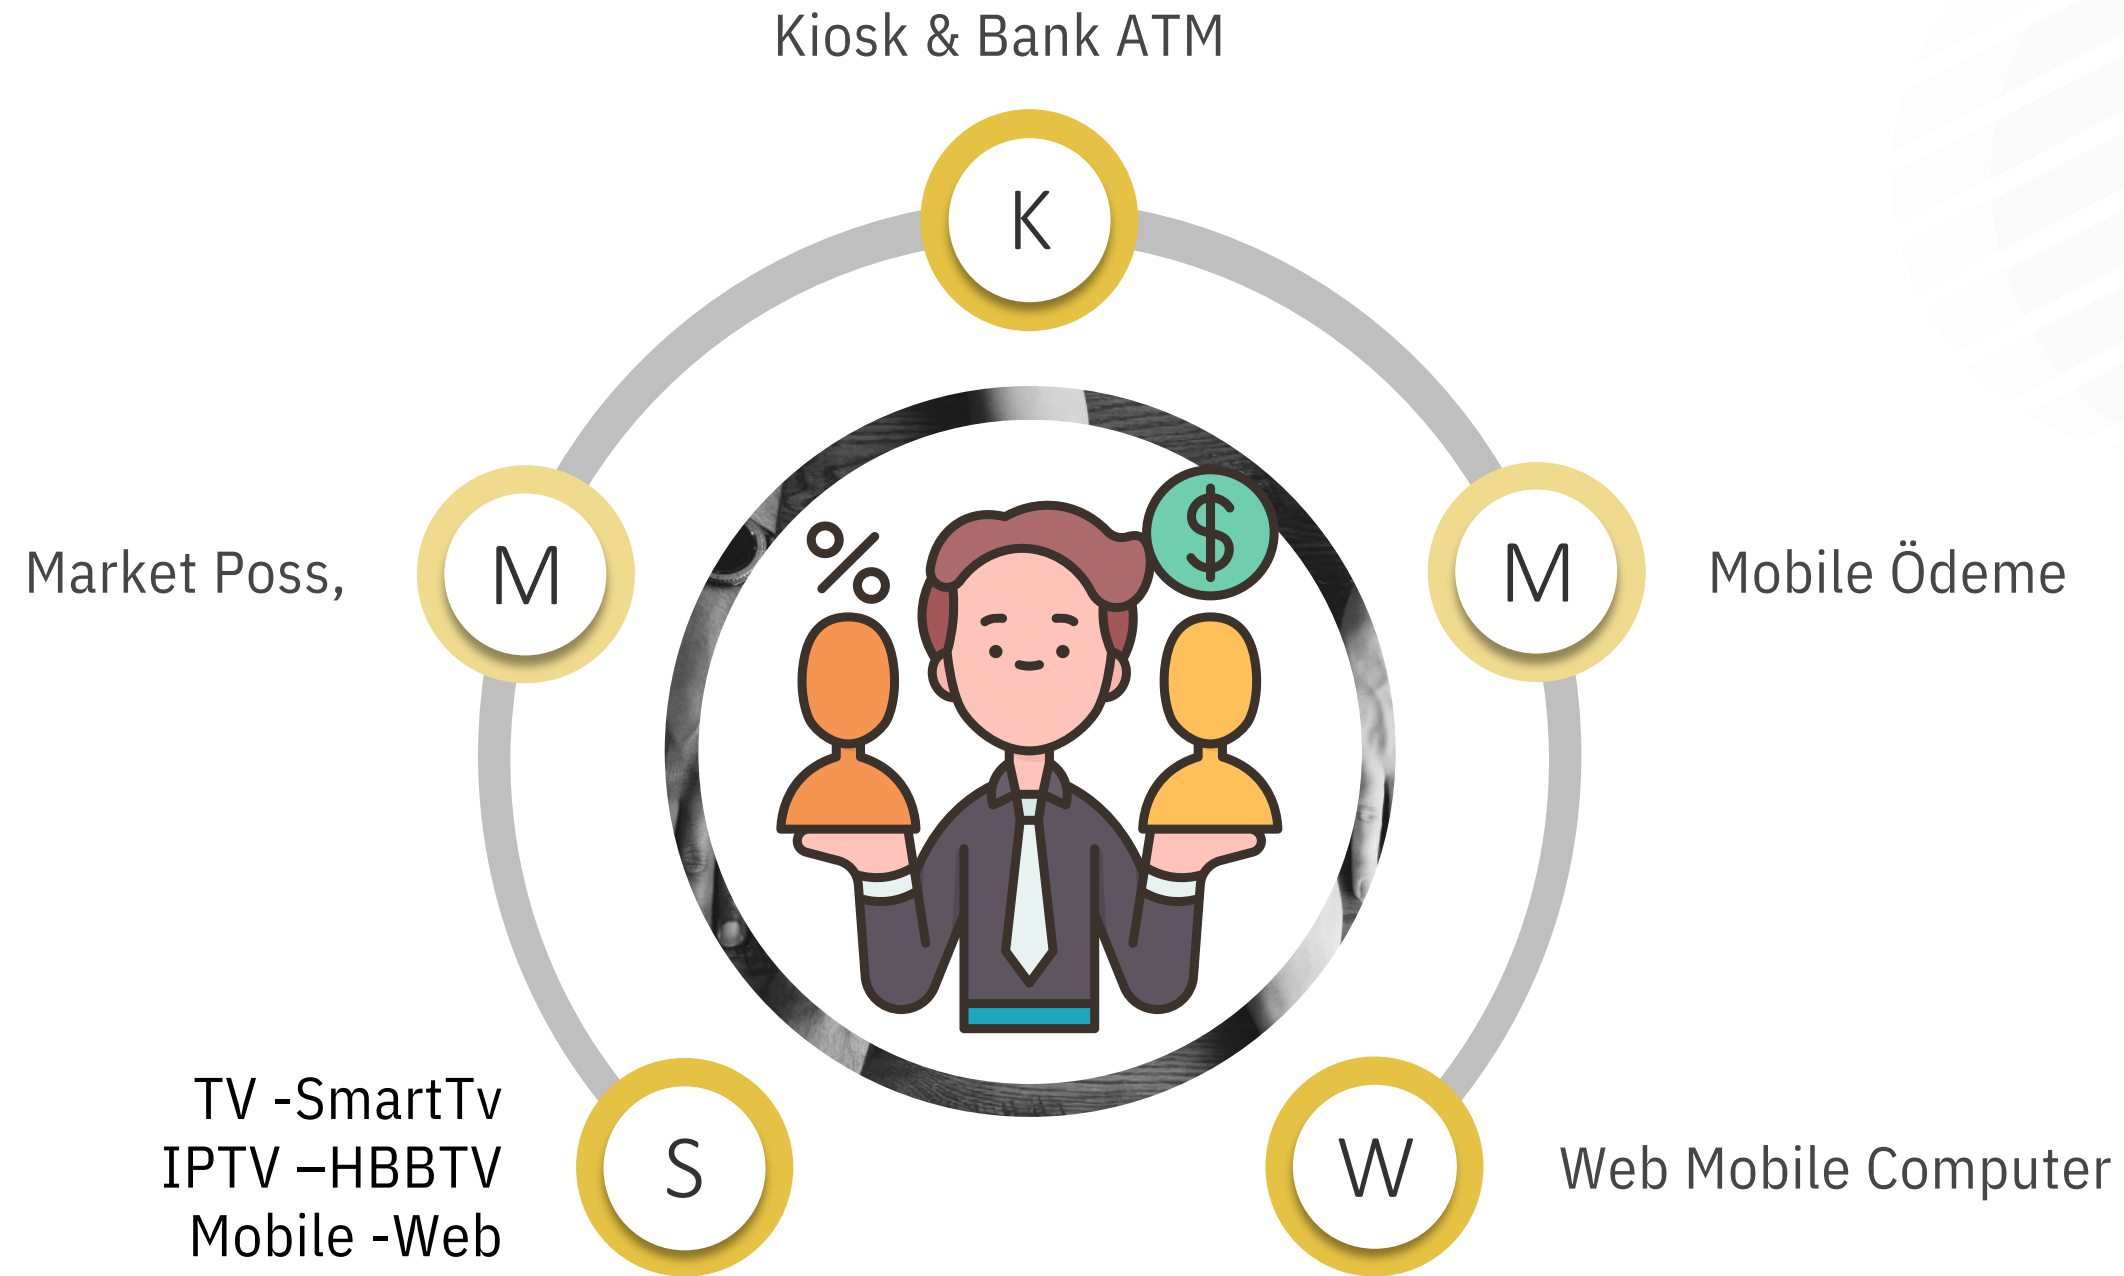 Kiosk & Bank ATM
K
Market Poss,
M
M
Mobile Ödeme
%
$
TV -SmartTv
IPTV –HBBTV
Mobile -Web
S
W
Web Mobile Computer